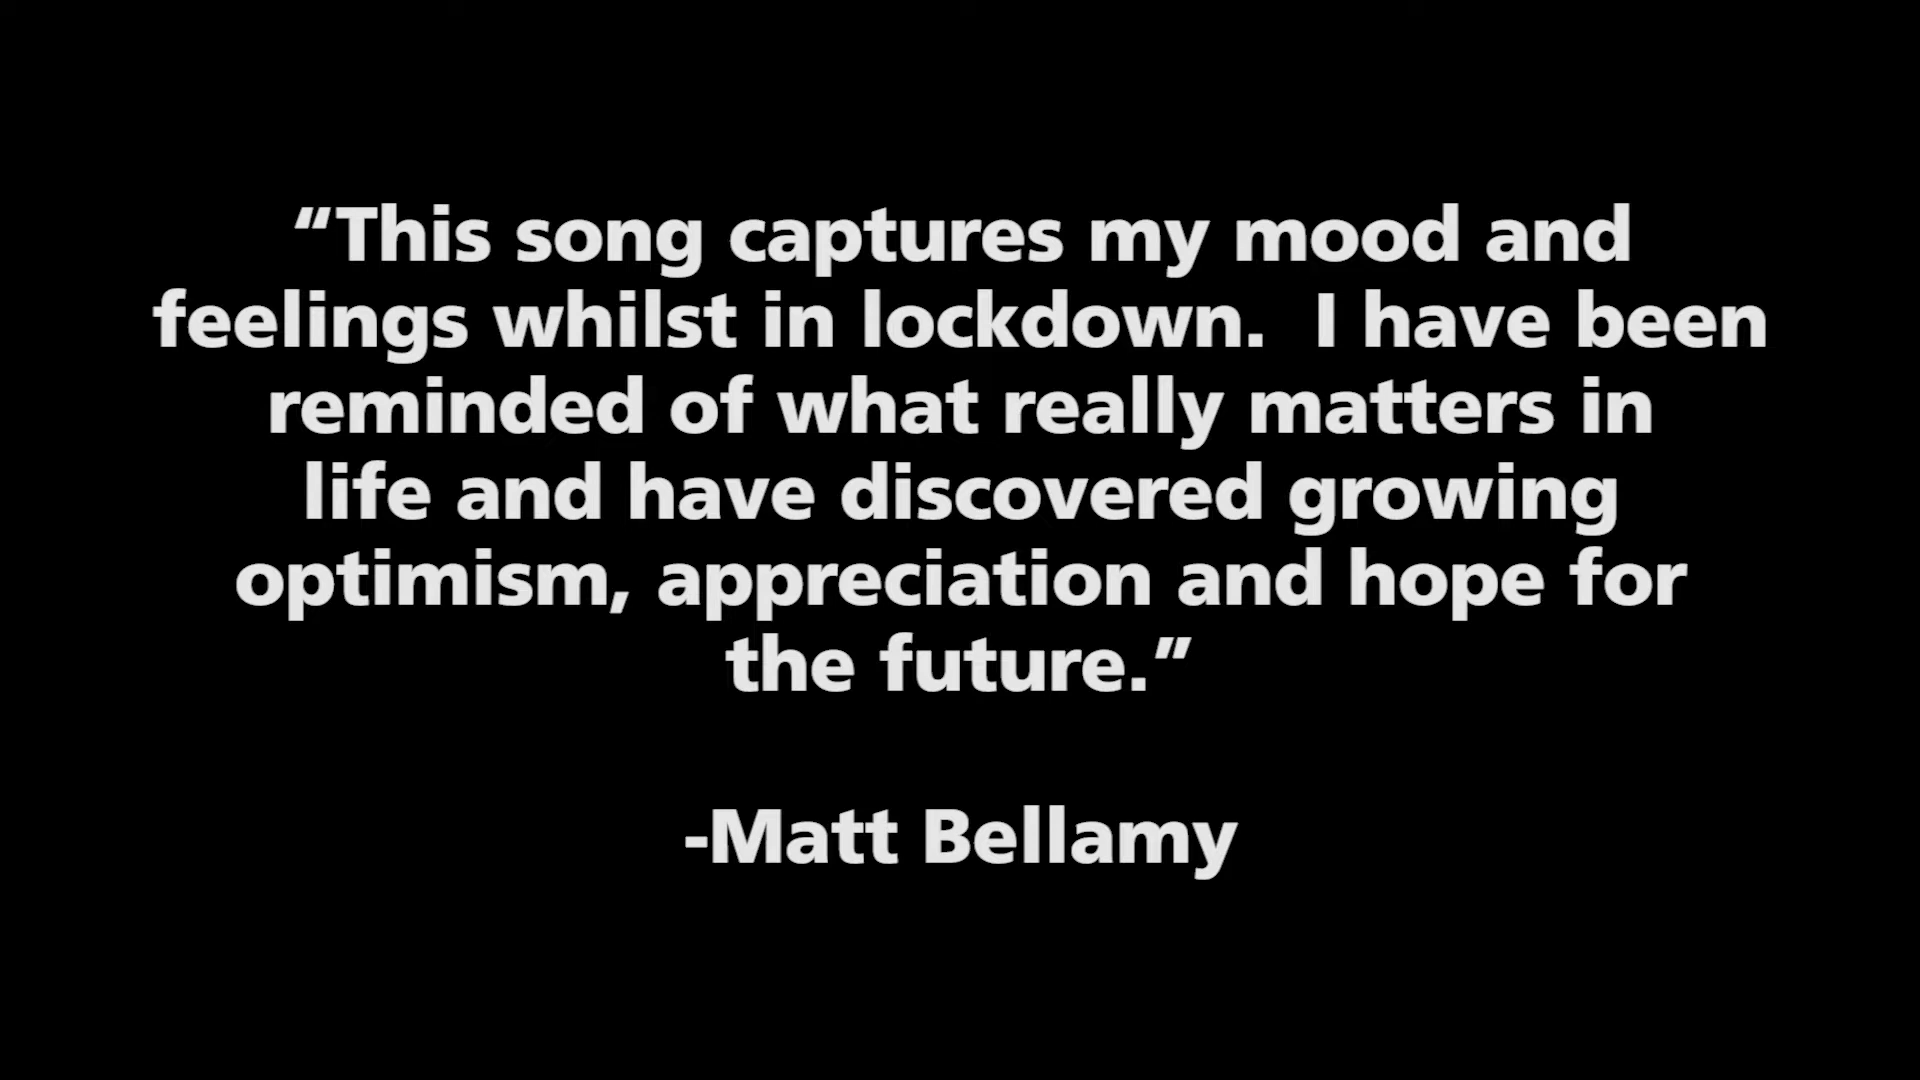 “This song captures my mood and
feelings whilst in lockdown.  I have been
reminded of what really matters in
life and have discovered growing
optimism, appreciation and hope for
the future.”
-Matt Bellamy